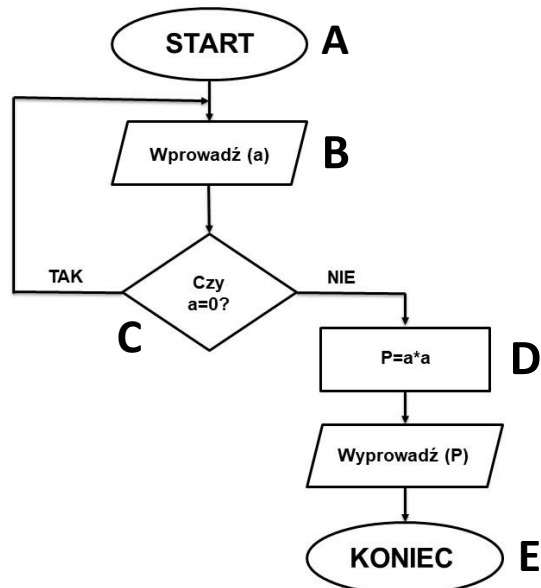 START
A
Wprowadź (a)
B
TAK
Czy
a=0?
NIE
C
P=a*a
D
Wyprowadź (P)
KONIEC
E